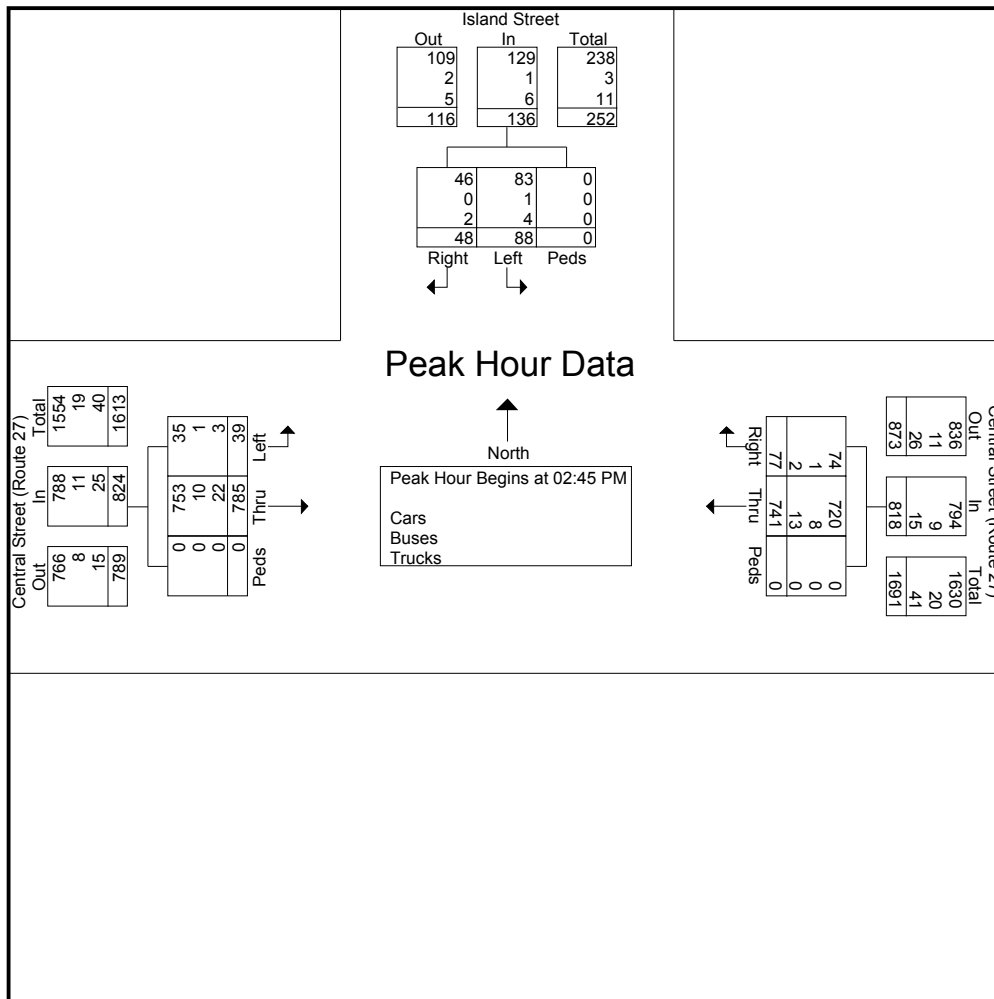 Island Street
Out In Total
109 129 238
2 1 3
5 6 11
116 136 252
46 83 0
0 1 0
2 4 0
48 88 0
Right Left Peds
Peak Hour Data
North
Peak Hour Begins at 02:45 PM
Cars
Buses
Trucks
Central Street (Route 27)
Out In Total
766 788 1554
8 11 19
15 25 40
789 824 1613
Left Thru Peds
35 753 0
1 10 0
3 22 0
39 785 0
Central Street (Route 27)
Out In Total
836 794 1630
11 9 20
26 15 41
873 818 1691
Right Thru Peds
74 720 0
1 8 0
2 13 0
77 741 0